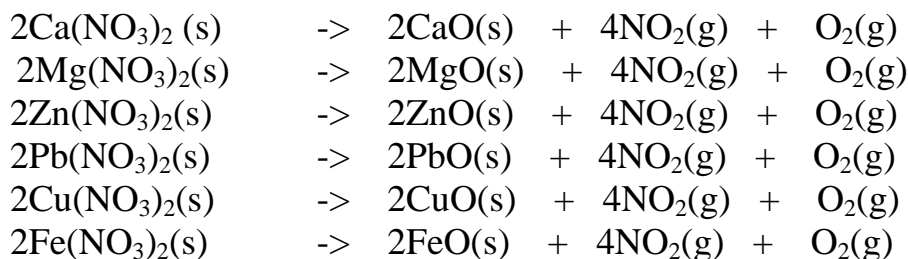 2Ca(NO₃)₂ (s) -> 2CaO(s) + 4NO₂(g) + O₂(g)
2Mg(NO₃)₂(s) -> 2MgO(s) + 4NO₂(g) + O₂(g)
2Zn(NO₃)₂(s) -> 2ZnO(s) + 4NO₂(g) + O₂(g)
2Pb(NO₃)₂(s) -> 2PbO(s) + 4NO₂(g) + O₂(g)
2Cu(NO₃)₂(s) -> 2CuO(s) + 4NO₂(g) + O₂(g)
2Fe(NO₃)₂(s) -> 2FeO(s) + 4NO₂(g) + O₂(g)